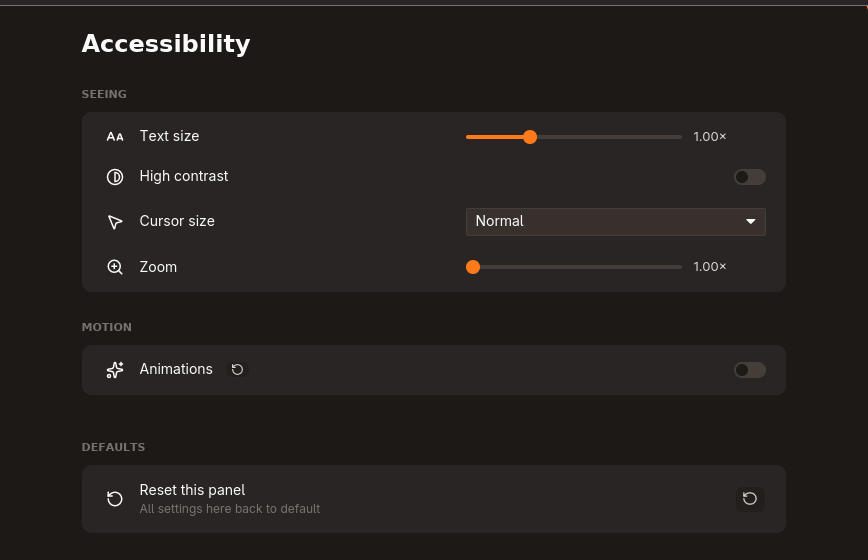 Accessibility
SEEING
Text size
1.00×
High contrast
Cursor size
Normal
Zoom
1.00×
MOTION
Animations
DEFAULTS
Reset this panel
All settings here back to default